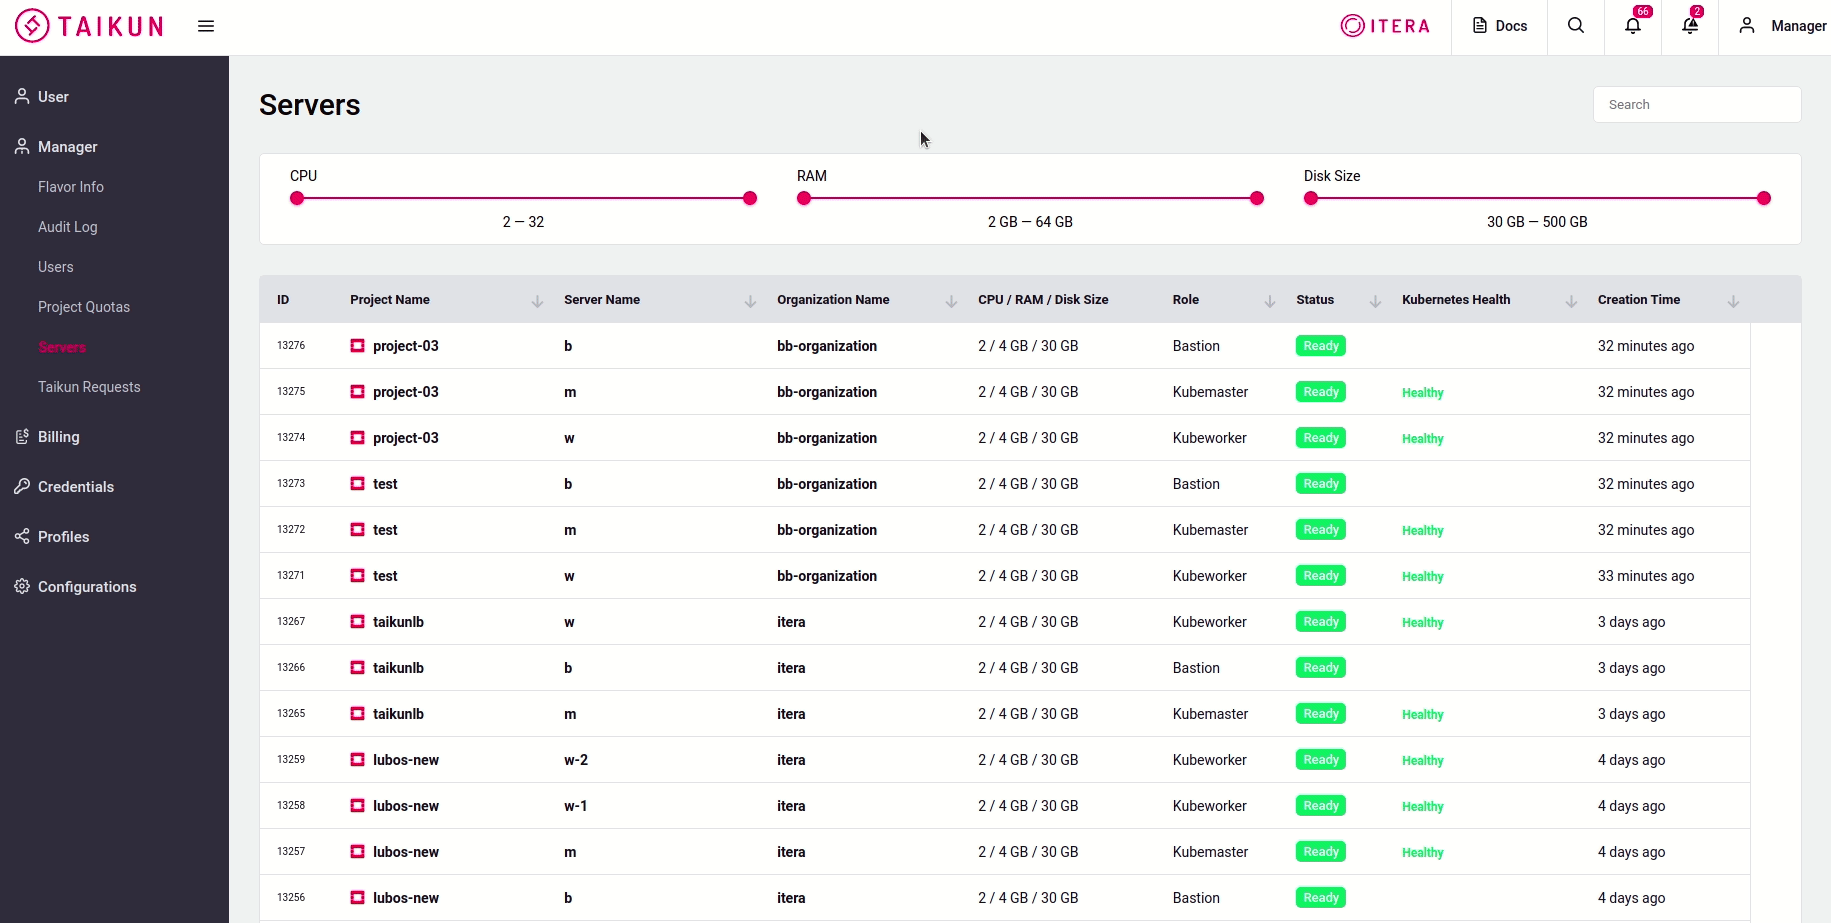 TAIKUN
ITERA
Docs
66
2
Manager
User
Manager
Flavor Info
Audit Log
Users
Project Quotas
Servers
Taikun Requests
Billing
Credentials
Profiles
Configurations
Servers
Search
CPU RAM Disk Size
2 — 32 2 GB — 64 GB 30 GB — 500 GB
ID Project Name Server Name Organization Name CPU / RAM / Disk Size Role Status Kubernetes Health Creation Time
13276 project-03 b bb-organization 2 / 4 GB / 30 GB Bastion Ready 32 minutes ago
13275 project-03 m bb-organization 2 / 4 GB / 30 GB Kubemaster Ready Healthy 32 minutes ago
13274 project-03 w bb-organization 2 / 4 GB / 30 GB Kubeworker Ready Healthy 32 minutes ago
13273 test b bb-organization 2 / 4 GB / 30 GB Bastion Ready 32 minutes ago
13272 test m bb-organization 2 / 4 GB / 30 GB Kubemaster Ready Healthy 32 minutes ago
13271 test w bb-organization 2 / 4 GB / 30 GB Kubeworker Ready Healthy 33 minutes ago
13267 taikunlb w itera 2 / 4 GB / 30 GB Kubeworker Ready Healthy 3 days ago
13266 taikunlb b itera 2 / 4 GB / 30 GB Bastion Ready 3 days ago
13265 taikunlb m itera 2 / 4 GB / 30 GB Kubemaster Ready Healthy 3 days ago
13259 lubos-new w-2 itera 2 / 4 GB / 30 GB Kubeworker Ready Healthy 4 days ago
13258 lubos-new w-1 itera 2 / 4 GB / 30 GB Kubeworker Ready Healthy 4 days ago
13257 lubos-new m itera 2 / 4 GB / 30 GB Kubemaster Ready Healthy 4 days ago
13256 lubos-new b itera 2 / 4 GB / 30 GB Bastion Ready 4 days ago